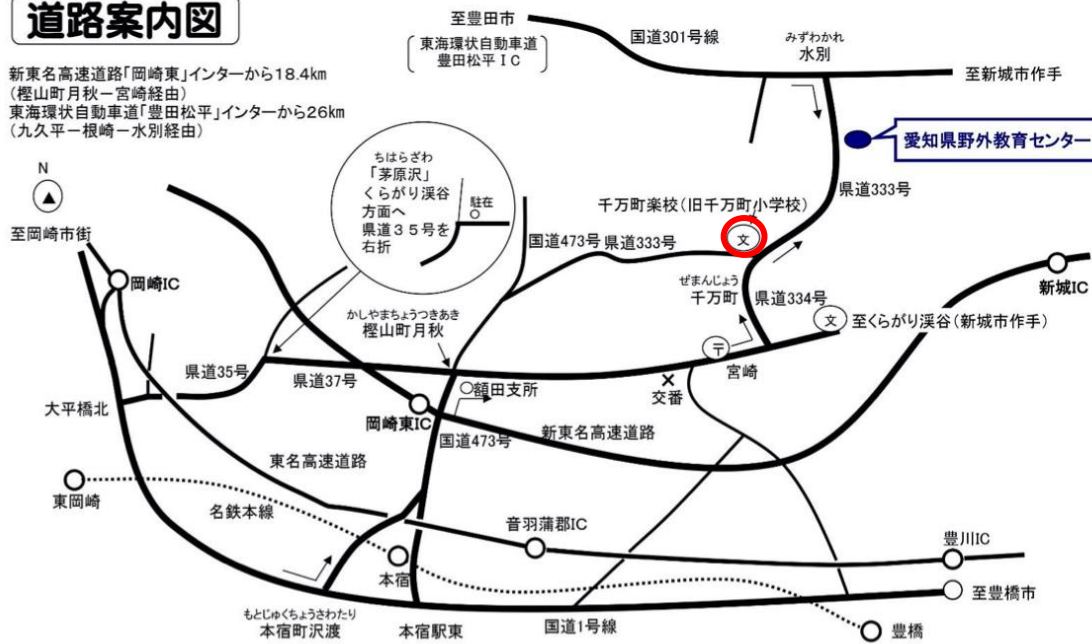 道路案内図
新東名高速道路「岡崎東」インターから18.4km
(樫山町月秋ー宮崎経由)
東海環状自動車道「豊田松平」インターから26km
(九久平ー根崎ー水別経由)
至豊田市
東海環状自動車道
豊田松平IC
国道301号線
みずわかれ
水別
至新城市作手
愛知県野外教育センター
県道333号
千万町楽校(旧千万町小学校)
文
国道473号 県道333号
ぜまんじょう
千万町
県道334号
新城IC
文
至くらがり渓谷(新城市作手)
〒
宮崎
交番
N
至岡崎市街
岡崎IC
ちはらざわ
「茅原沢」
くらがり渓谷
方面へ
県道35号を
右折
駐在
かしやまちょうつきあき
樫山町月秋
県道35号
県道37号
額田支所
大平橋北
岡崎東IC
国道473号
新東名高速道路
東名高速道路
東岡崎
名鉄本線
音羽蒲郡IC
豊川IC
本宿
至豊橋市
もとじゅくちょうさわたり
本宿町沢渡
本宿駅東
国道1号線
豊橋